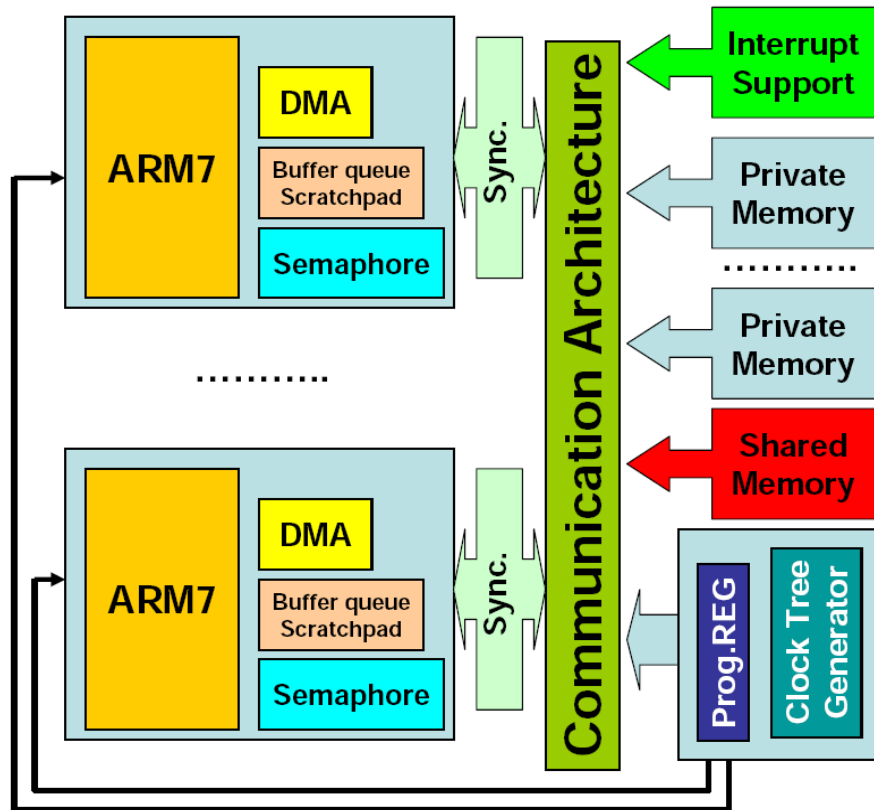 ARM7
DMA
Buffer queue
Scratchpad
Semaphore
Sync.
............
ARM7
DMA
Buffer queue
Scratchpad
Semaphore
Sync.
Communication Architecture
Interrupt
Support
Private
Memory
............
Private
Memory
Shared
Memory
Prog.REG
Clock Tree
Generator